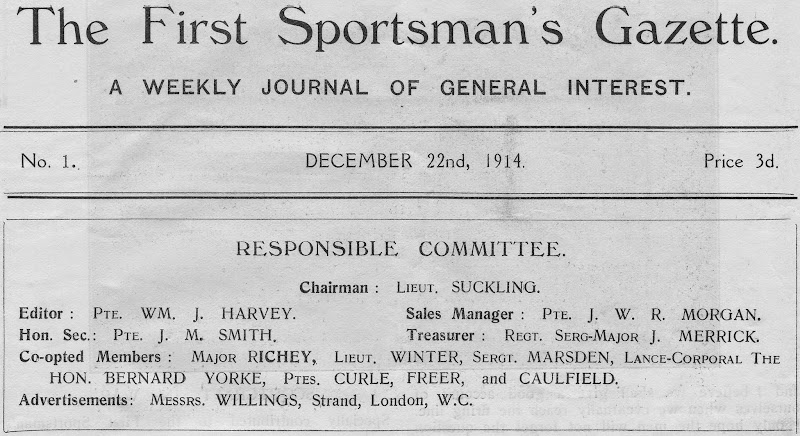 The First Sportsman's Gazette.
A WEEKLY JOURNAL OF GENERAL INTEREST.
No. 1. DECEMBER 22nd, 1914. Price 3d.
RESPONSIBLE COMMITTEE.
Chairman : LIEUT. SUCKLING.
Editor : PTE. WM. J. HARVEY. Sales Manager : PTE. J. W. R. MORGAN.
Hon. Sec.: PTE. J. M. SMITH. Treasurer : REGT. SERG-MAJOR J. MERRICK.
Co-opted Members : MAJOR RICHEY, LIEUT. WINTER, SERGT. MARSDEN, LANCE-CORPORAL THE
HON. BERNARD YORKE, PTES. CURLE, FREER, and CAULFIELD.
Advertisements: MESSRS. WILLINGS, Strand, London, W.C.